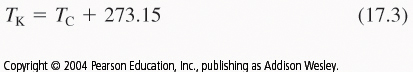 T_K = T_C + 273.15 (17.3)
Copyright © 2004 Pearson Education, Inc., publishing as Addison Wesley.